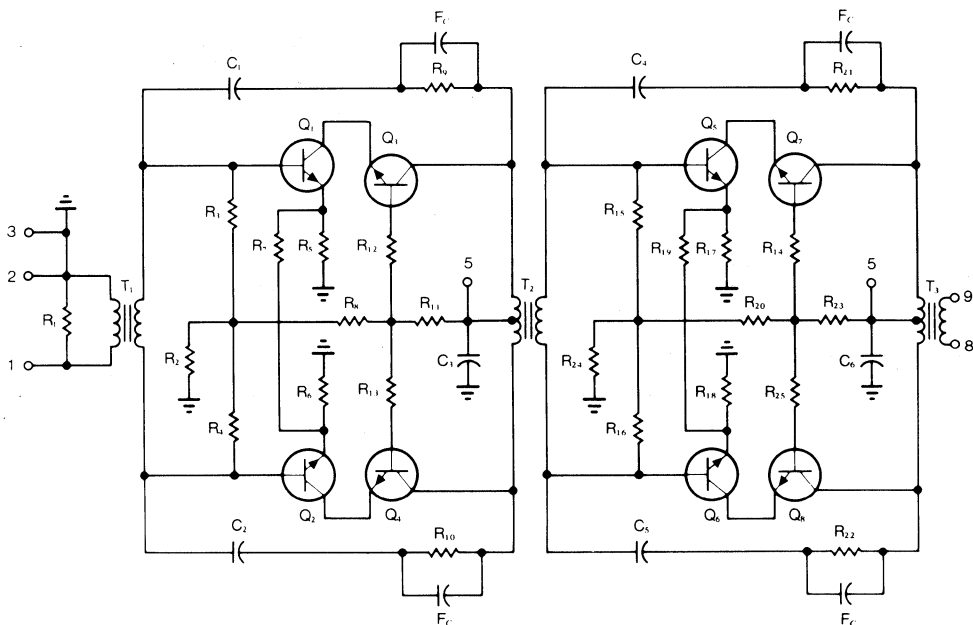 FC
FC
C1
R9
C4
R21
Q1
Q3
Q5
Q7
R3
R15
3
R7
R5
R12
R19
R17
R14
5
5
2
T1
T2
T3
9
R1
R8
R11
R20
R23
8
1
R2
C3
R24
C6
R6
R13
R18
R25
R4
R16
Q2
Q4
Q6
Q8
C2
R10
C5
R22
FC
FC